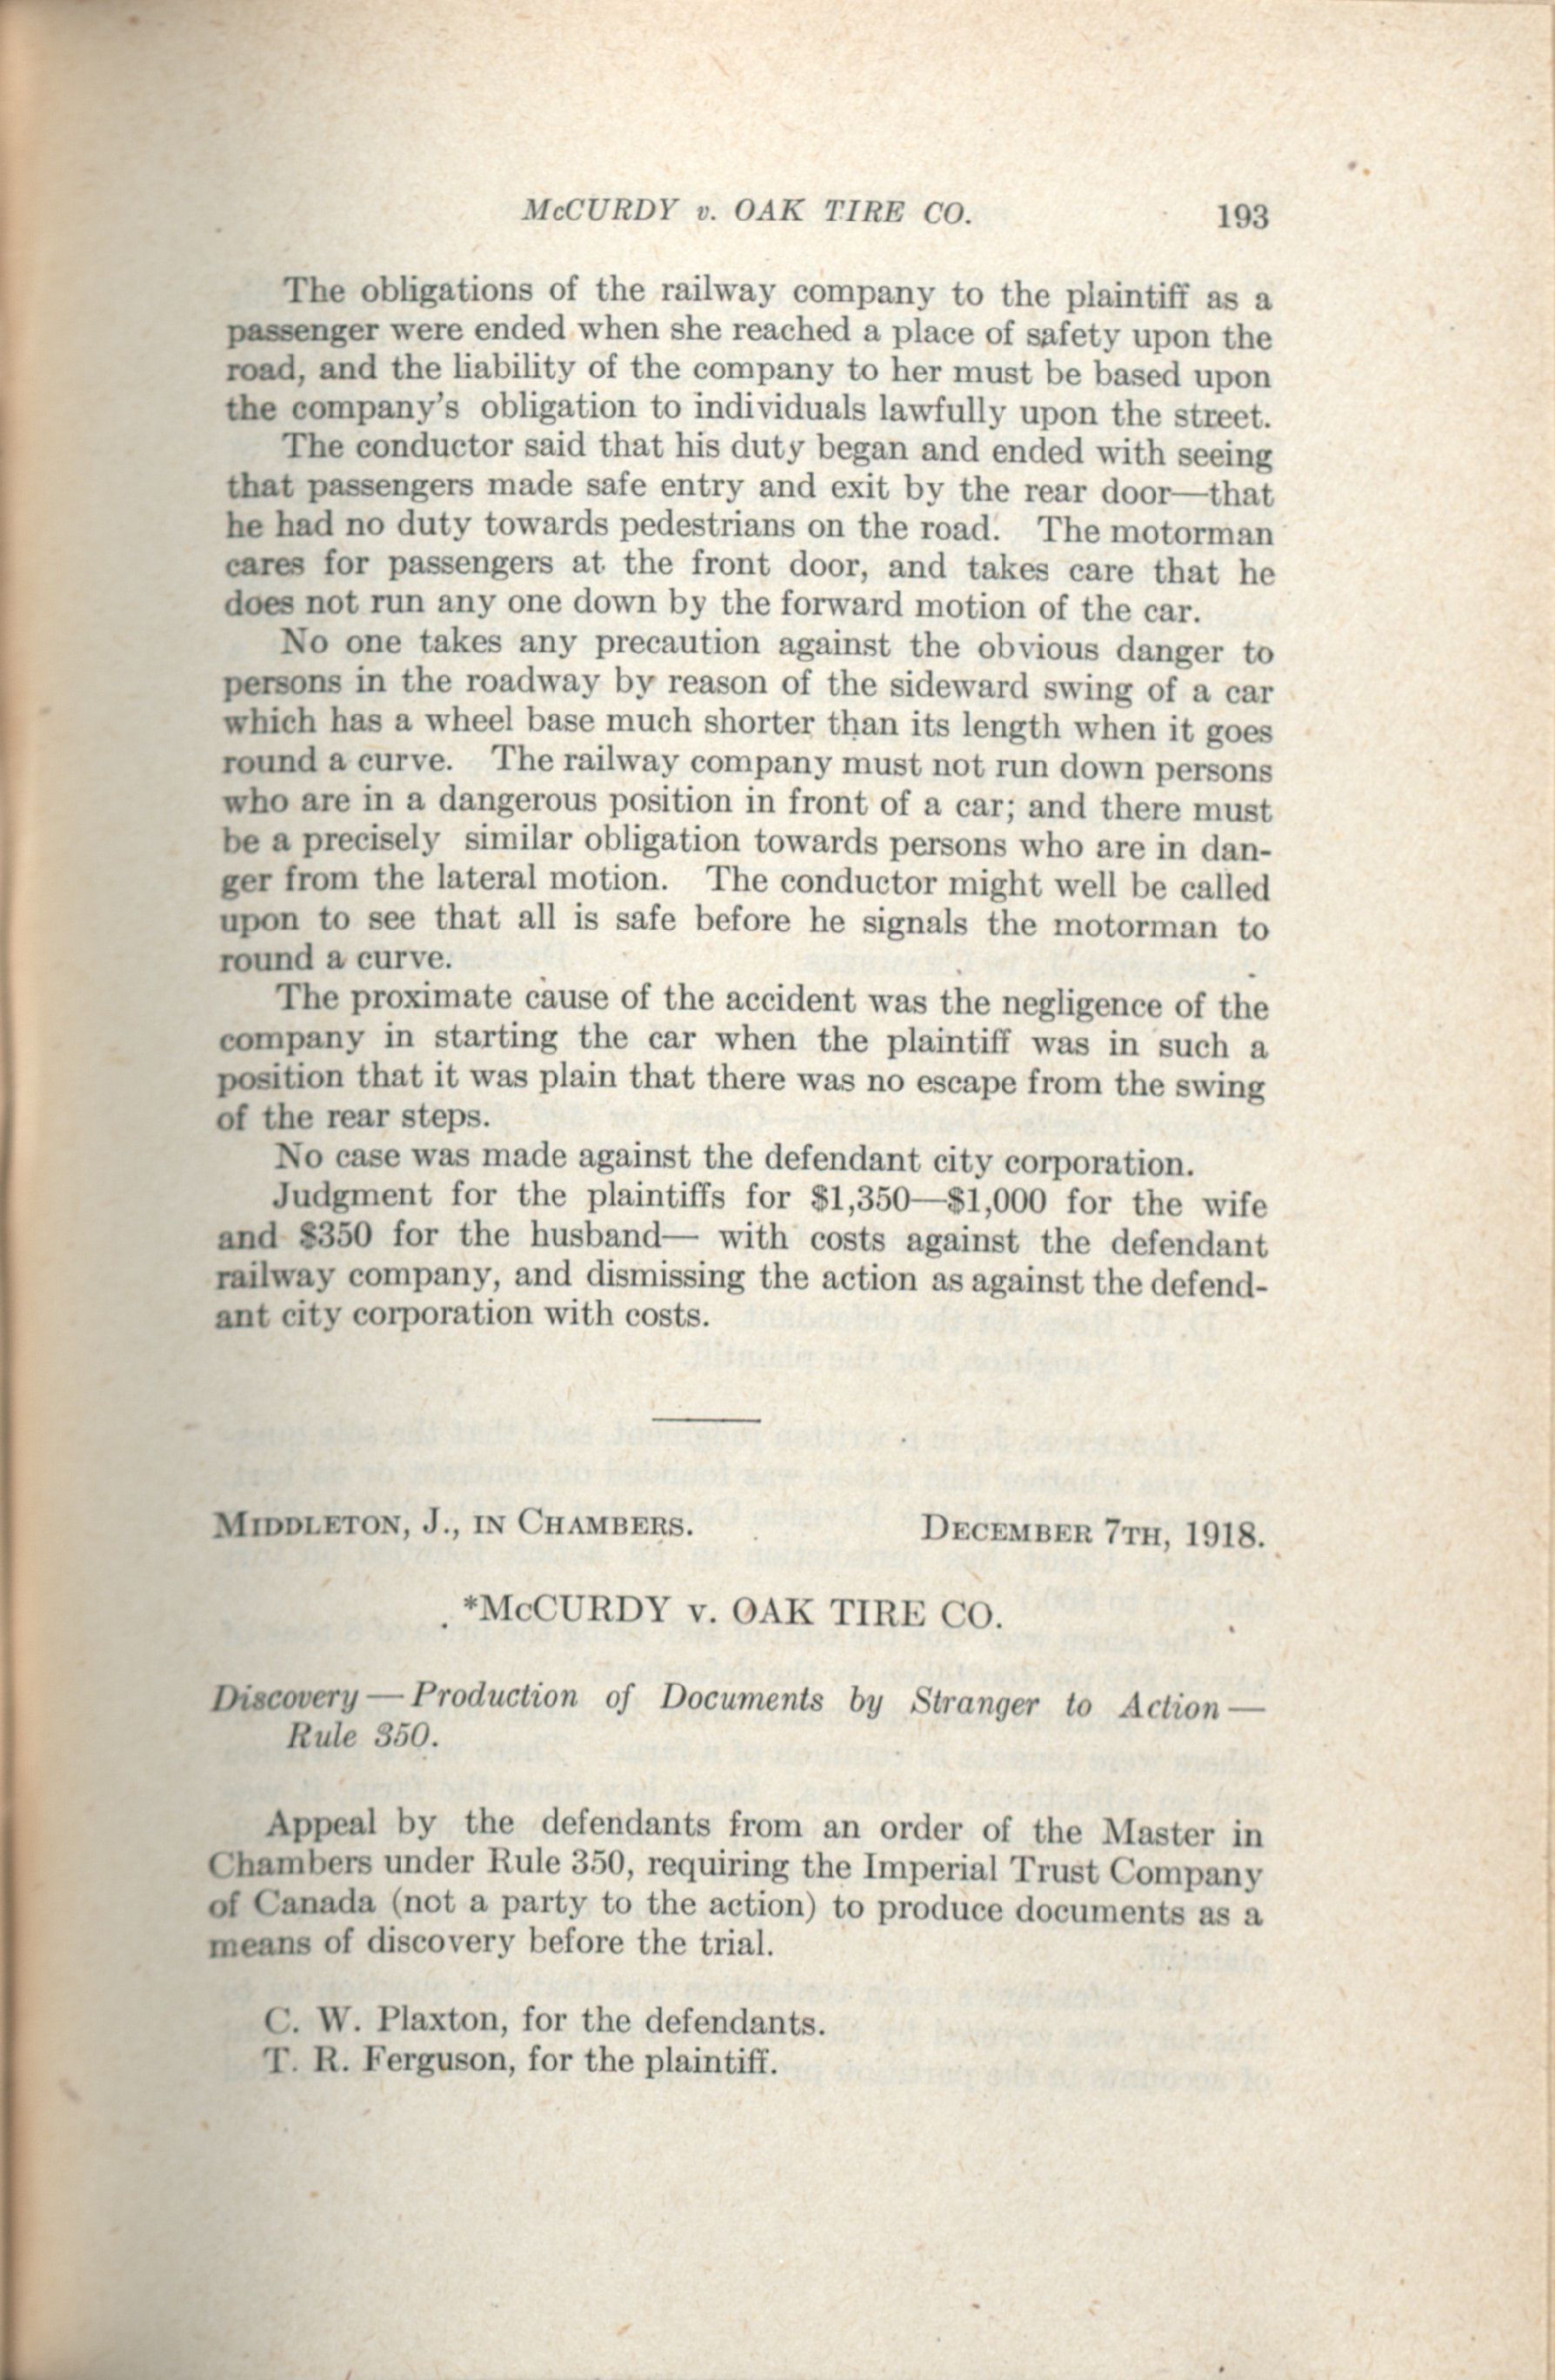 McCURDY v. OAK TIRE CO. 193
The obligations of the railway company to the plaintiff as a
passenger were ended when she reached a place of safety upon the
road, and the liability of the company to her must be based upon
the company's obligation to individuals lawfully upon the street.
The conductor said that his duty began and ended with seeing
that passengers made safe entry and exit by the rear door—that
he had no duty towards pedestrians on the road. The motorman
cares for passengers at the front door, and takes care that he
does not run any one down by the forward motion of the car.
No one takes any precaution against the obvious danger to
persons in the roadway by reason of the sideward swing of a car
which has a wheel base much shorter than its length when it goes
round a curve. The railway company must not run down persons
who are in a dangerous position in front of a car; and there must
be a precisely similar obligation towards persons who are in dan-
ger from the lateral motion. The conductor might well be called
upon to see that all is safe before he signals the motorman to
round a curve.
The proximate cause of the accident was the negligence of the
company in starting the car when the plaintiff was in such a
position that it was plain that there was no escape from the swing
of the rear steps.
No case was made against the defendant city corporation.
Judgment for the plaintiffs for $1,350—$1,000 for the wife
and $350 for the husband— with costs against the defendant
railway company, and dismissing the action as against the defend-
ant city corporation with costs.
MIDDLETON, J., IN CHAMBERS. DECEMBER 7TH, 1918.
*McCURDY v. OAK TIRE CO.
Discovery — Production of Documents by Stranger to Action —
Rule 350.
Appeal by the defendants from an order of the Master in
Chambers under Rule 350, requiring the Imperial Trust Company
of Canada (not a party to the action) to produce documents as a
means of discovery before the trial.
C. W. Plaxton, for the defendants.
T. R. Ferguson, for the plaintiff.